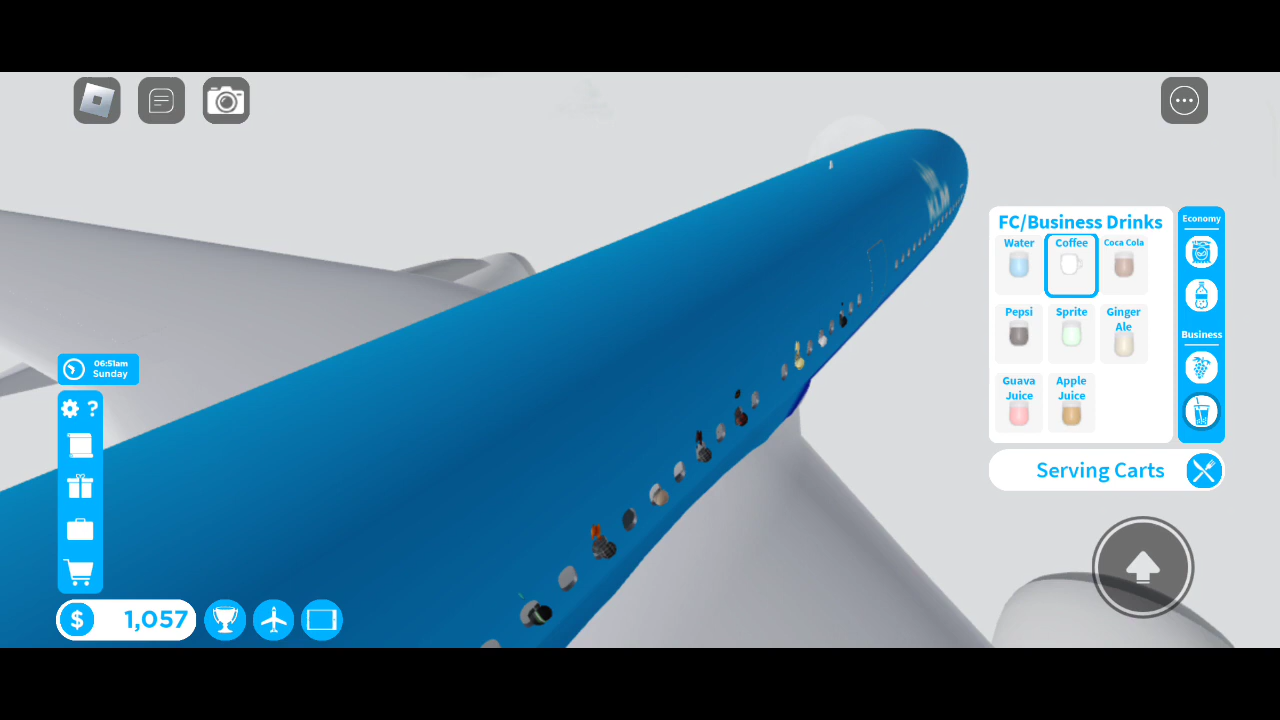 KLM
FC/Business Drinks
Water
Coffee
Coca Cola
Pepsi
Sprite
Ginger
Ale
Guava
Juice
Apple
Juice
Economy
Business
Serving Carts
06:51am
Sunday
?
$ 1,057